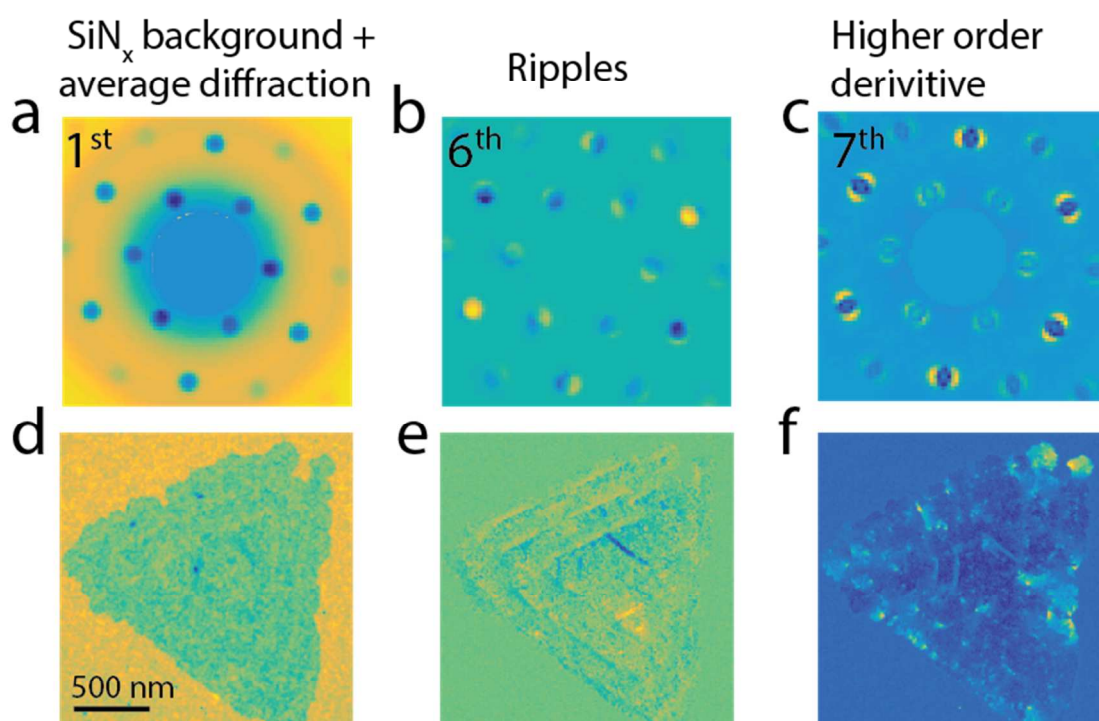 SiNx background +
average diffraction
Ripples
Higher order
derivitive
a
1st
b
6th
c
7th
d
500 nm
e
f